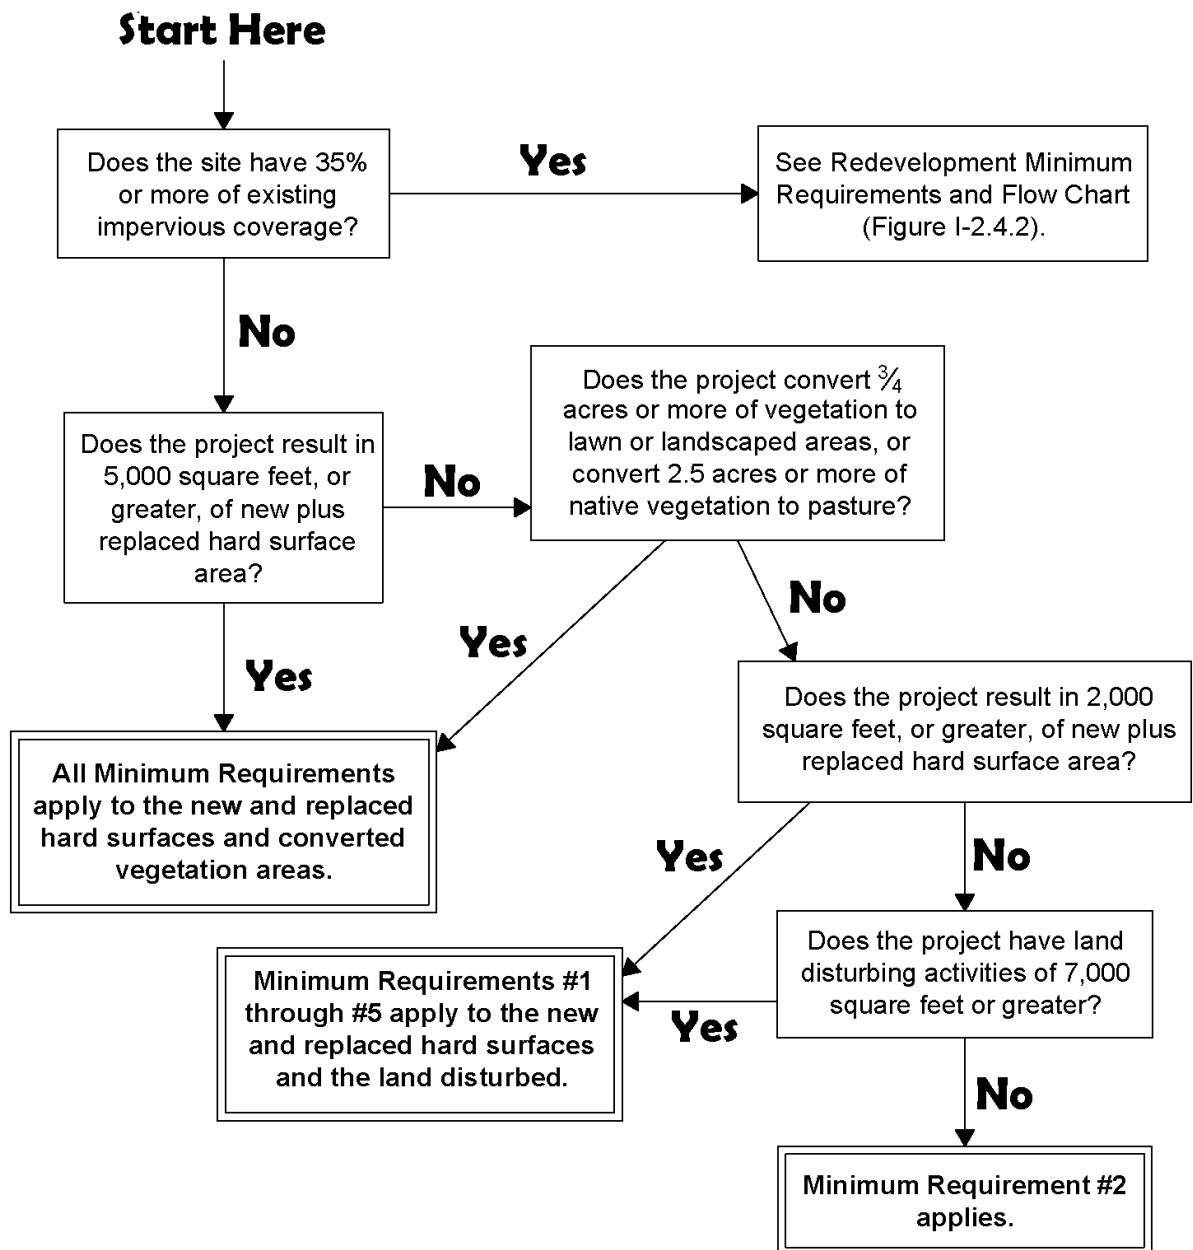 Start Here
Does the site have 35%
or more of existing
impervious coverage?
Yes
See Redevelopment Minimum
Requirements and Flow Chart
(Figure I-2.4.2).
No
Does the project result in
5,000 square feet, or
greater, of new plus
replaced hard surface
area?
No
Does the project convert ¾
acres or more of vegetation to
lawn or landscaped areas, or
convert 2.5 acres or more of
native vegetation to pasture?
Yes
Yes
No
All Minimum Requirements
apply to the new and replaced
hard surfaces and converted
vegetation areas.
Does the project result in 2,000
square feet, or greater, of new plus
replaced hard surface area?
Yes
No
Minimum Requirements #1
through #5 apply to the new
and replaced hard surfaces
and the land disturbed.
Does the project have land
disturbing activities of 7,000
square feet or greater?
Yes
No
Minimum Requirement #2
applies.